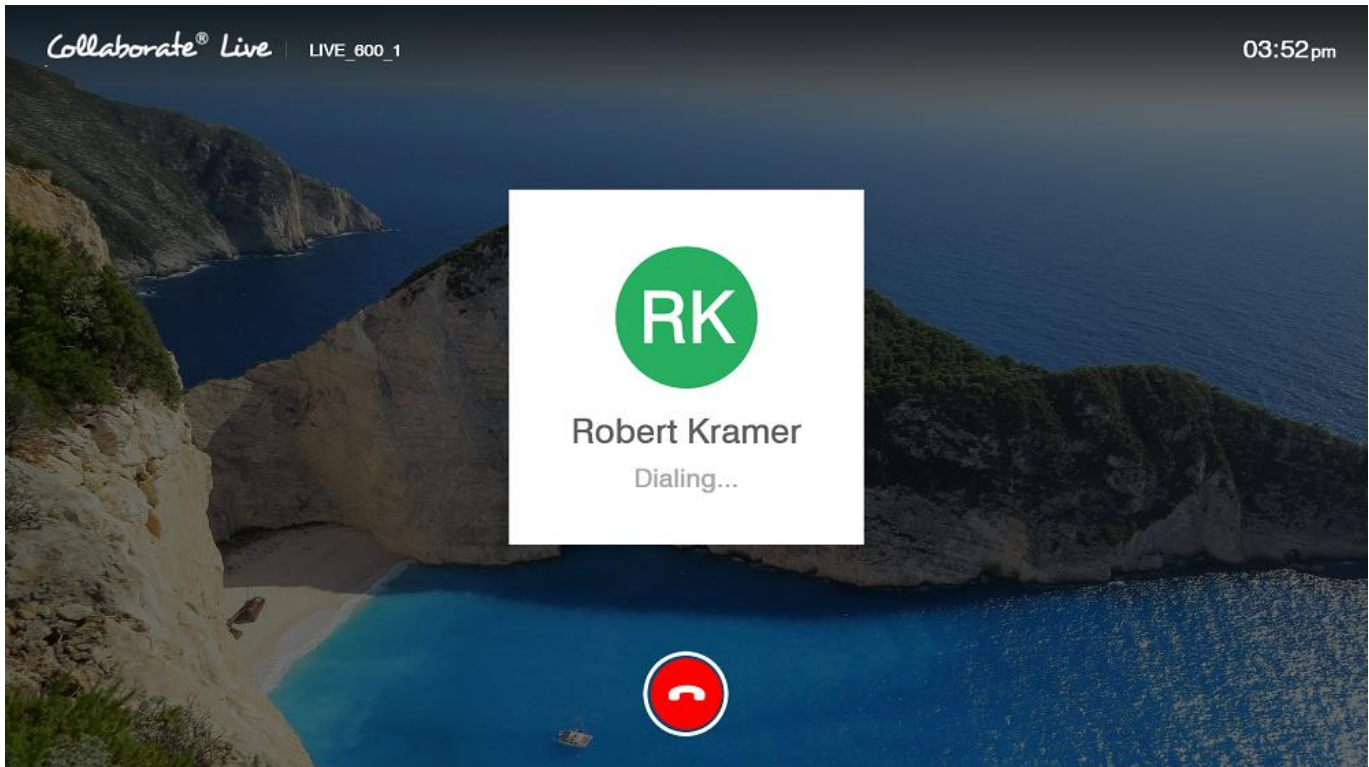 Collaborate® Live | LIVE_600_1
03:52pm
RK
Robert Kramer
Dialing...